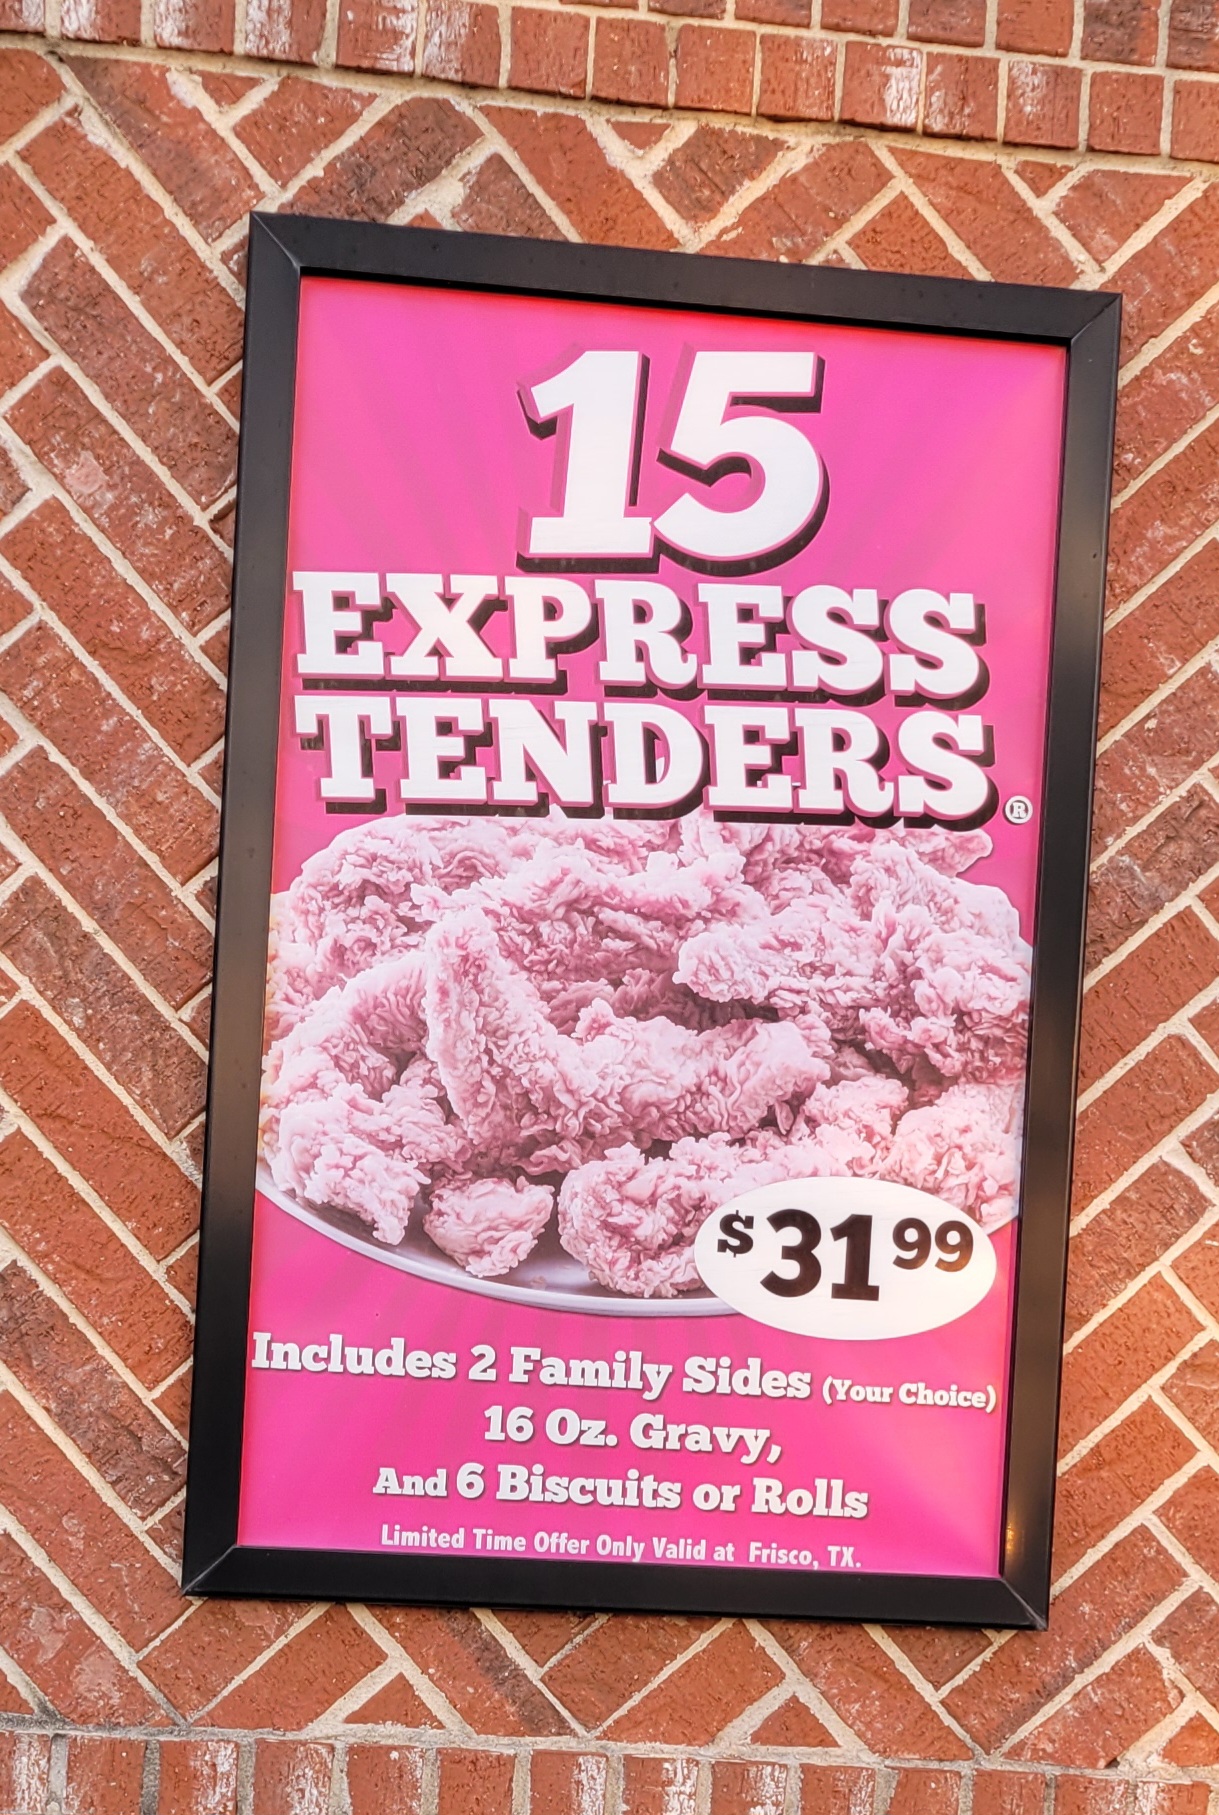 15
EXPRESS
TENDERS®
$31 99
Includes 2 Family Sides (Your Choice)
16 Oz. Gravy,
And 6 Biscuits or Rolls
Limited Time Offer Only Valid at Frisco, TX.